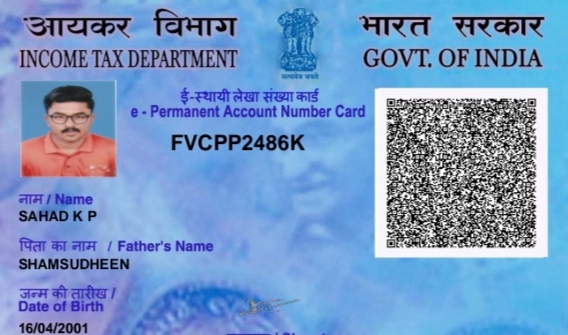 आयकर विभाग
INCOME TAX DEPARTMENT
सत्यमेव जयते
भारत सरकार
GOVT. OF INDIA
ई-स्थायी लेखा संख्या कार्ड
e - Permanent Account Number Card
FVCPP2486K
नाम / Name
SAHAD K P
पिता का नाम / Father's Name
SHAMSUDHEEN
जन्म की तारीख /
Date of Birth
16/04/2001